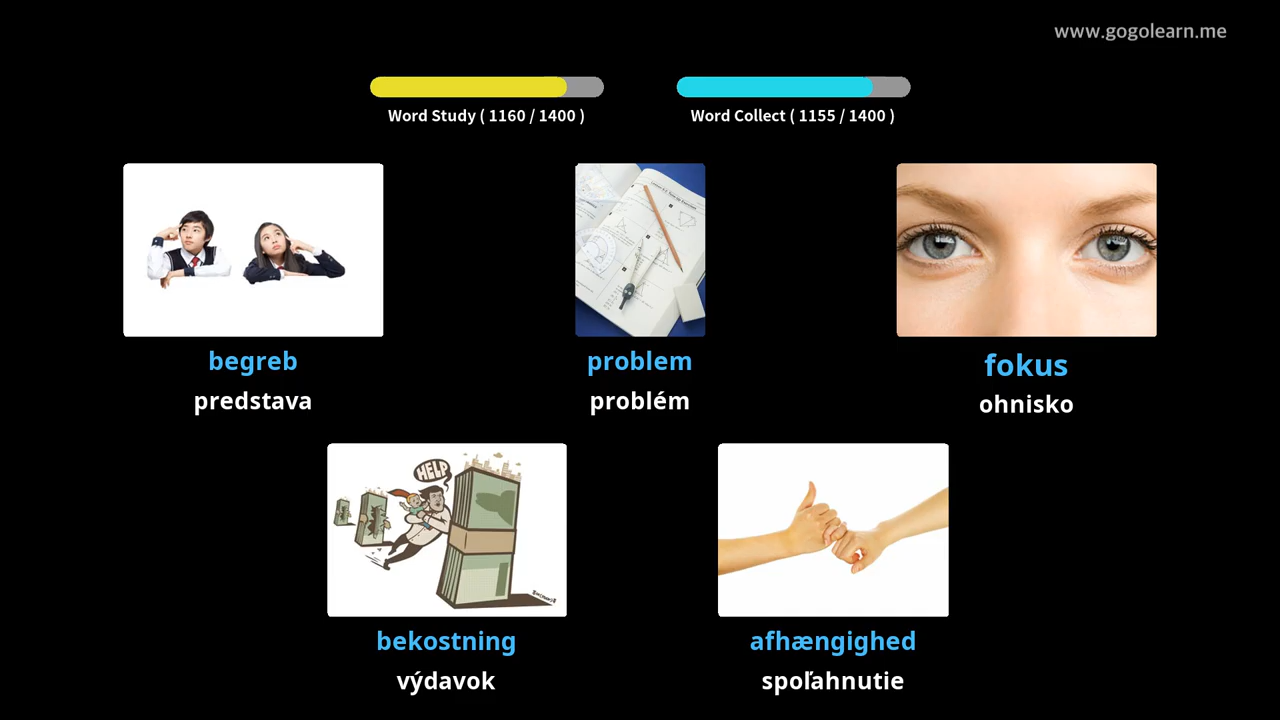 www.gogolearn.me
Word Study ( 1160 / 1400 )
Word Collect ( 1155 / 1400 )
begreb
problem
fokus
predstava
problém
ohnisko
HELP
bekostning
afhængighed
výdavok
spoľahnutie